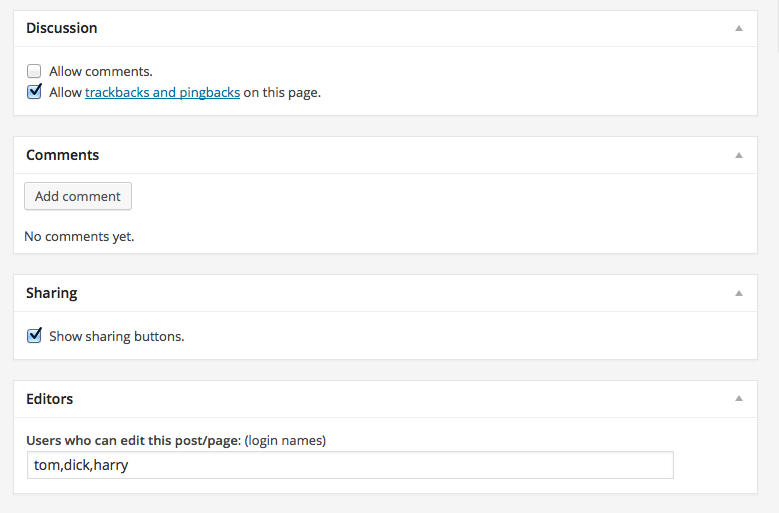 Discussion
Allow comments.
Allow trackbacks and pingbacks on this page.
Comments
Add comment
No comments yet.
Sharing
Show sharing buttons.
Editors
Users who can edit this post/page: (login names)
tom,dick,harry